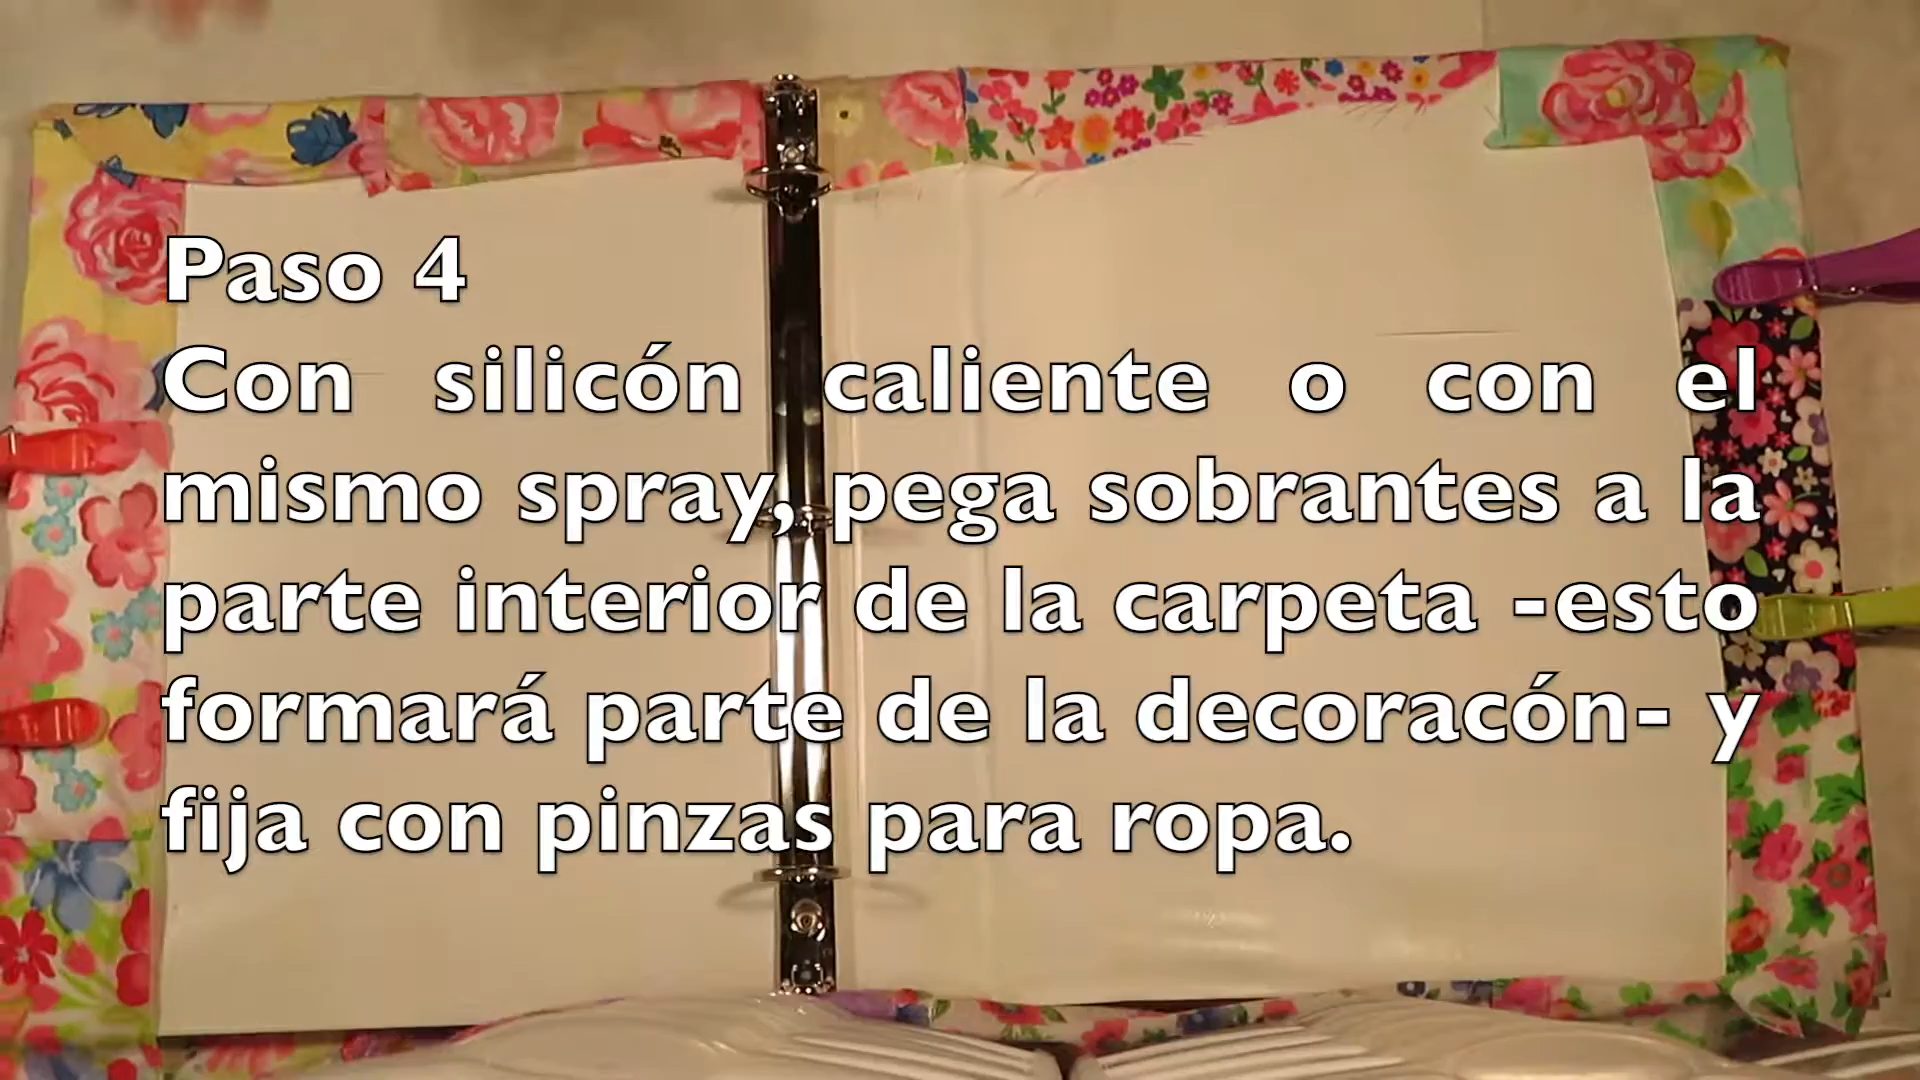 Paso 4
Con silicón caliente o con el
mismo spray, pega sobrantes a la
parte interior de la carpeta -esto
formará parte de la decoracón- y
fija con pinzas para ropa.